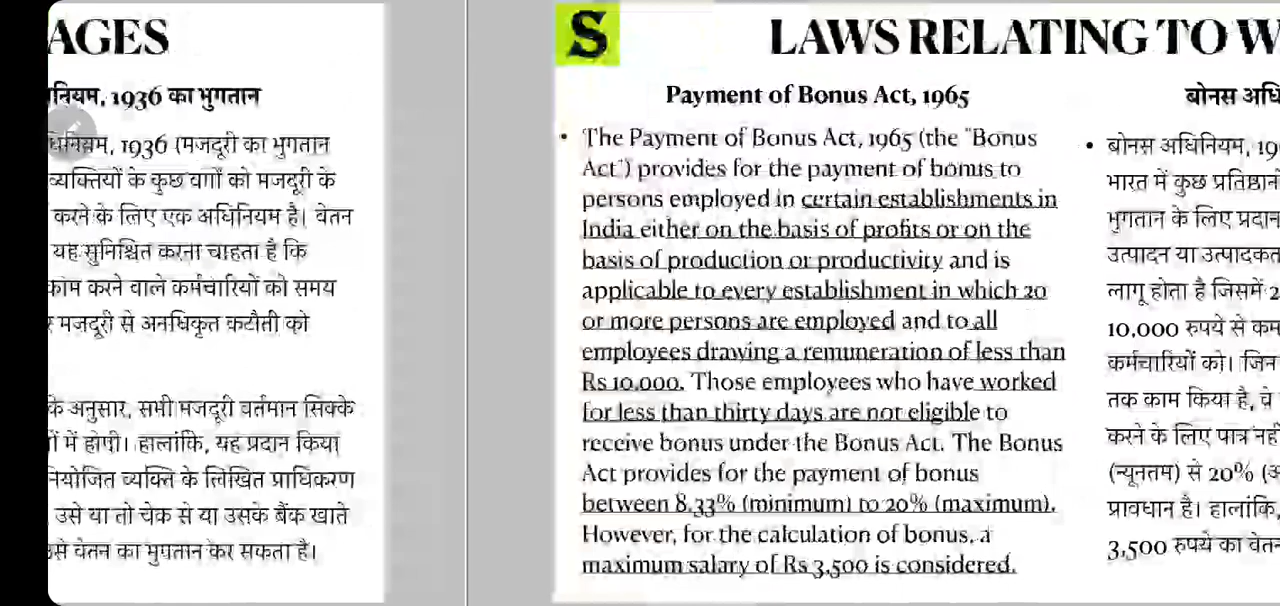 AGES
1936 का भुगतान
1936 (मजदूरी का भुगतान
व्यक्तियों के कुछ वर्गों को मजदूरी के
करने के लिए एक अधिनियम है। वेतन
यह सुनिश्चित करना चाहता है कि
काम करने वाले कर्मचारियों को समय
मजदूरी से अनधिकृत कटौती को
के अनुसार, सभी मजदूरी वर्तमान सिक्के
में होगी। हालांकि, यह प्रदान किया
नियोजित व्यक्ति के लिखित प्राधिकरण
उसे या तो चेक से या उसके बैंक खाते
वेतन का भुगतान कर सकता है।
S
LAWS RELATING TO W
Payment of Bonus Act, 1965
• The Payment of Bonus Act, 1965 (the "Bonus
Act") provides for the payment of bonus to
persons employed in certain establishments in
India either on the basis of profits or on the
basis of production or productivity and is
applicable to every establishment in which 20
or more persons are employed and to all
employees drawing a remuneration of less than
Rs 10,000. Those employees who have worked
for less than thirty days are not eligible to
receive bonus under the Bonus Act. The Bonus
Act provides for the payment of bonus
between 8.33% (minimum) to 20% (maximum).
However, for the calculation of bonus, a
maximum salary of Rs 3,500 is considered.
बोनस अधि
• बोनस अधिनियम, 19
भारत में कुछ प्रतिष्ठानों
भुगतान के लिए प्रदान
उत्पादन या उत्पादकत
लागू होता है जिसमें 2
10,000 रुपये से कम
कर्मचारियों को। जिन
तक काम किया है, वे
करने के लिए पात्र नहीं
(न्यूनतम) से 20% (अ
प्रावधान है। हालांकि,
3,500 रुपये का वेतन